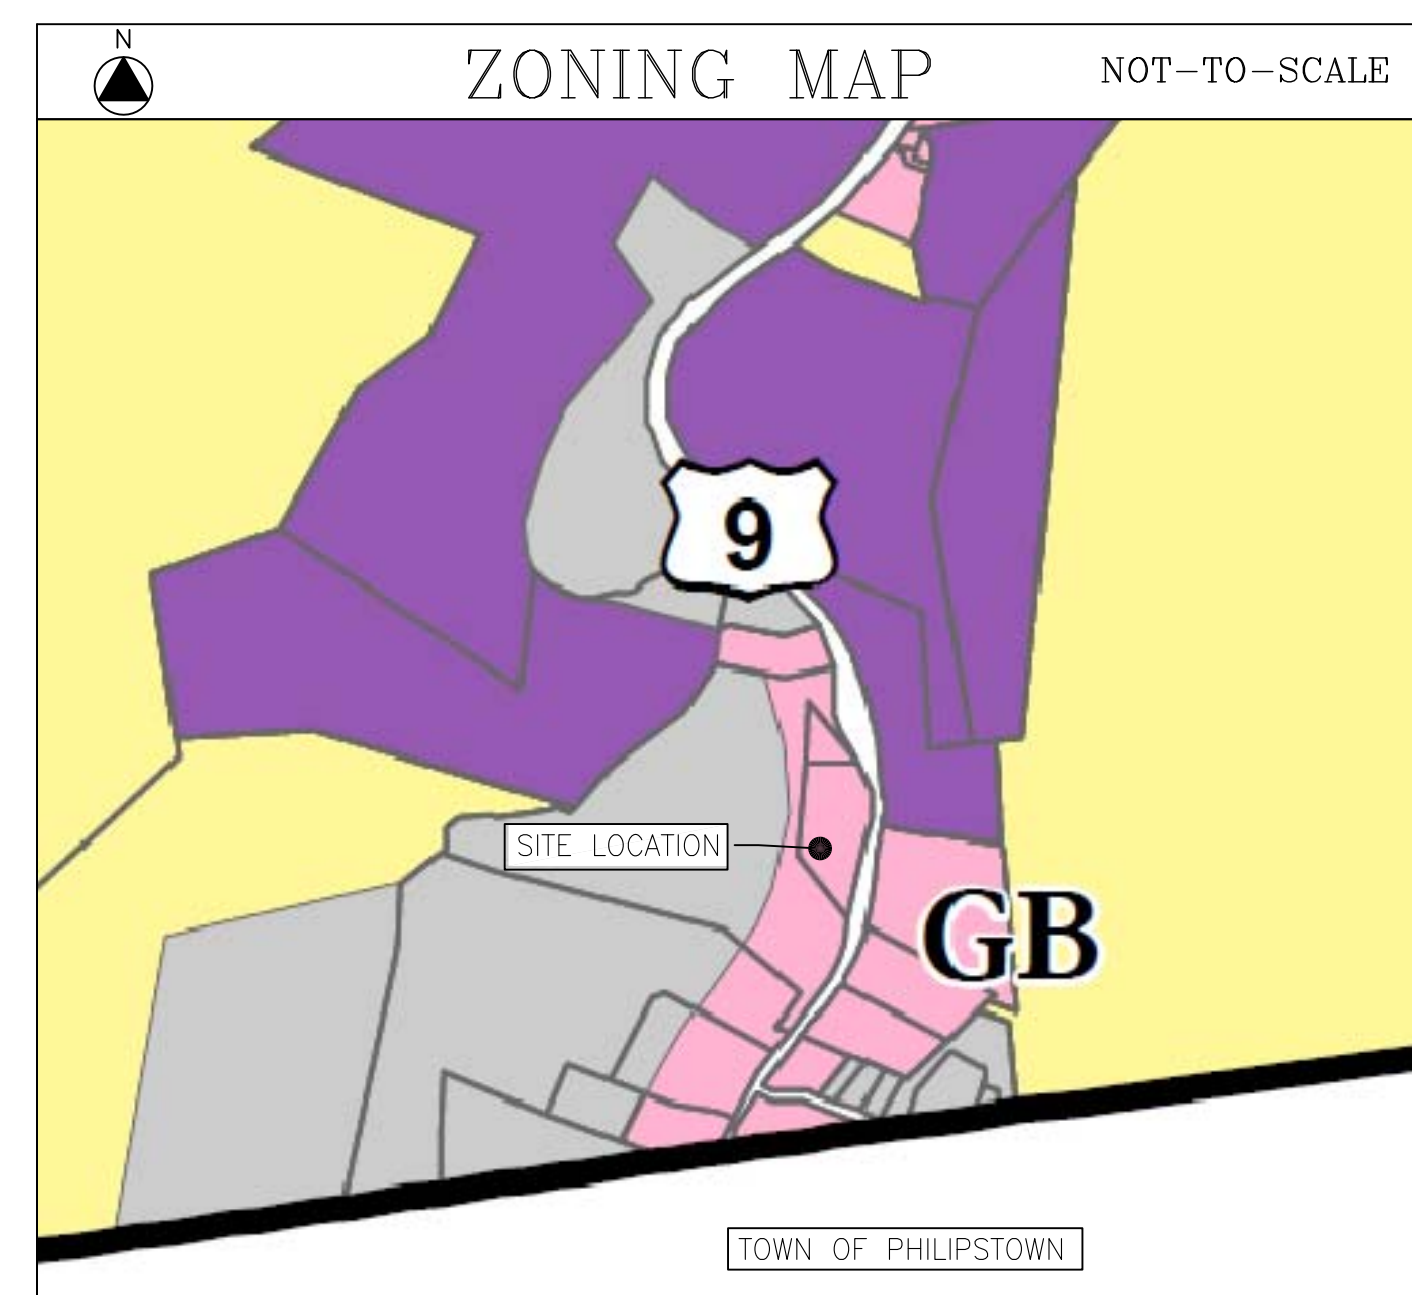 N
ZONING MAP
NOT-TO-SCALE
9
SITE LOCATION
GB
TOWN OF PHILIPSTOWN